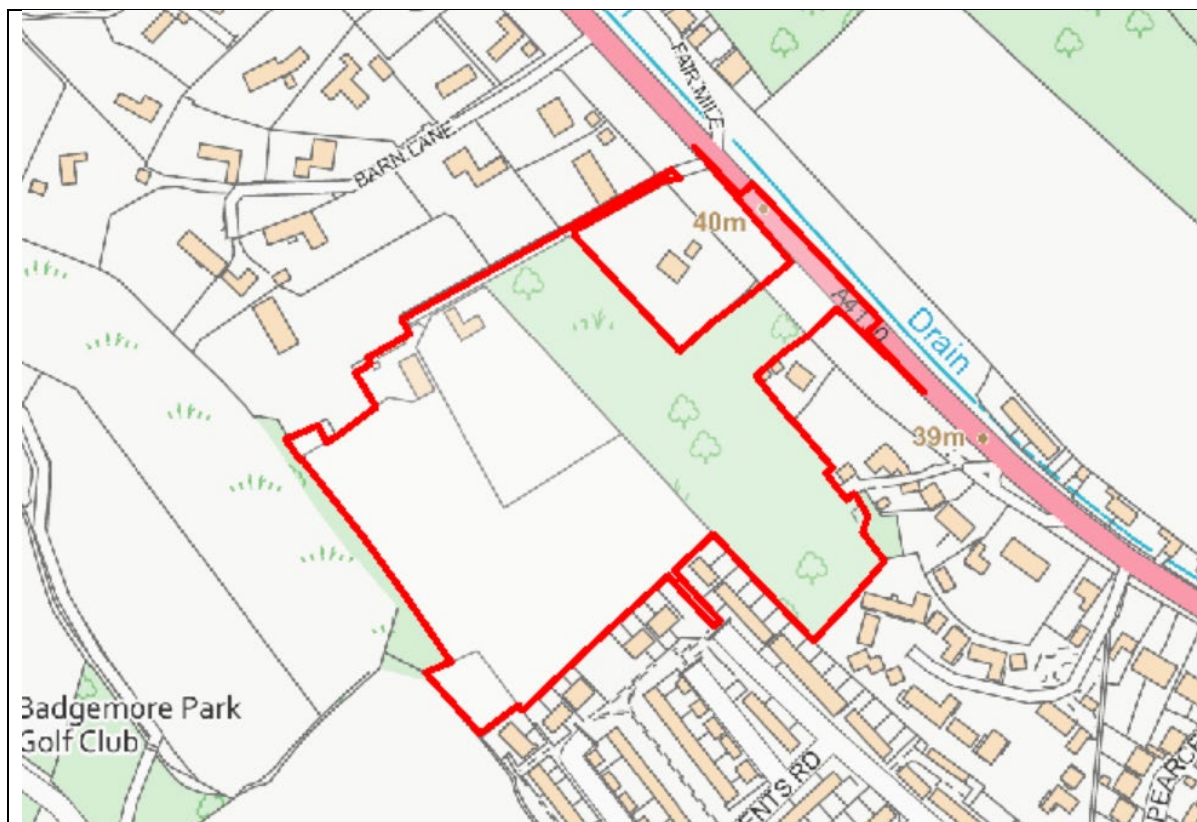 FAIR MILE
BARN LANE
40m
A4130
Drain
39m
Badgemore Park
Golf Club
ENTS RD
PEARC